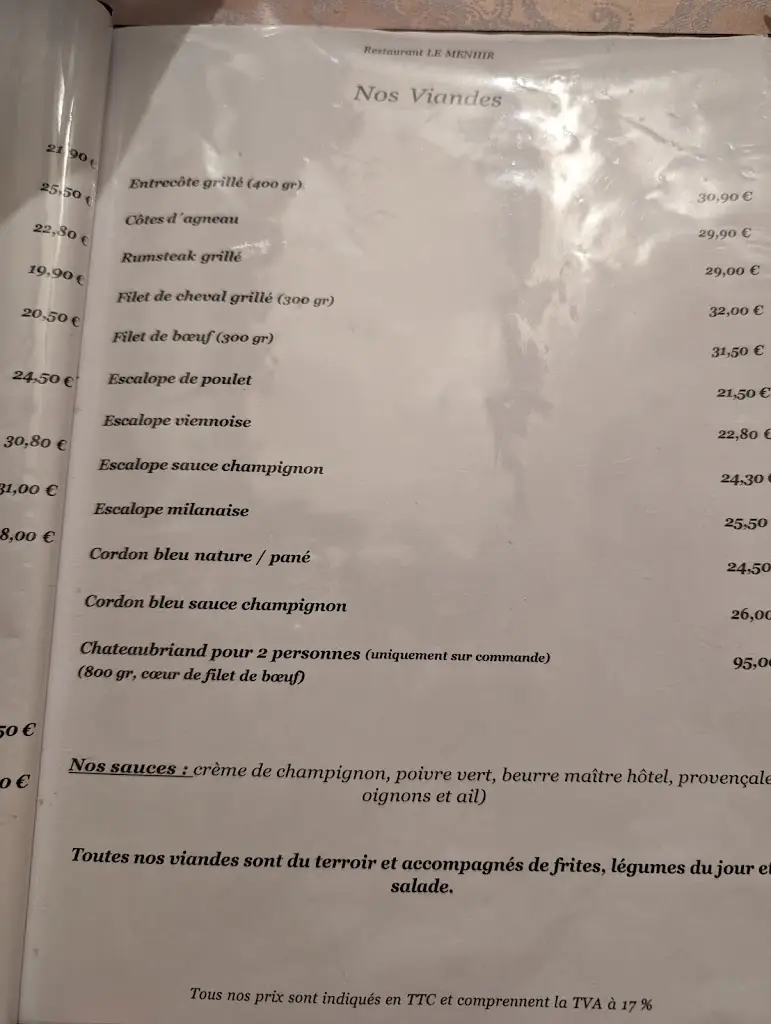 Restaurant LE MENHIR
Nos Viandes
21,90 €
25,50 €
22,80 €
19,90 €
20,50 €
24,50 €
30,80 €
31,00 €
8,00 €
50 €
0 €
Entrecôte grillé (400 gr) 30,90 €
Côtes d'agneau 29,90 €
Rumsteak grillé 29,00 €
Filet de cheval grillé (300 gr) 32,00 €
Filet de bœuf (300 gr) 31,50 €
Escalope de poulet 21,50 €
Escalope viennoise 22,80 €
Escalope sauce champignon 24,30
Escalope milanaise 25,50
Cordon bleu nature / pané 24,50
Cordon bleu sauce champignon 26,00
Chateaubriand pour 2 personnes (uniquement sur commande) 95,0
(800 gr, cœur de filet de bœuf)
Nos sauces : crème de champignon, poivre vert, beurre maître hôtel, provençale
oignons et ail)
Toutes nos viandes sont du terroir et accompagnés de frites, légumes du jour et
salade.
Tous nos prix sont indiqués en TTC et comprennent la TVA à 17 %